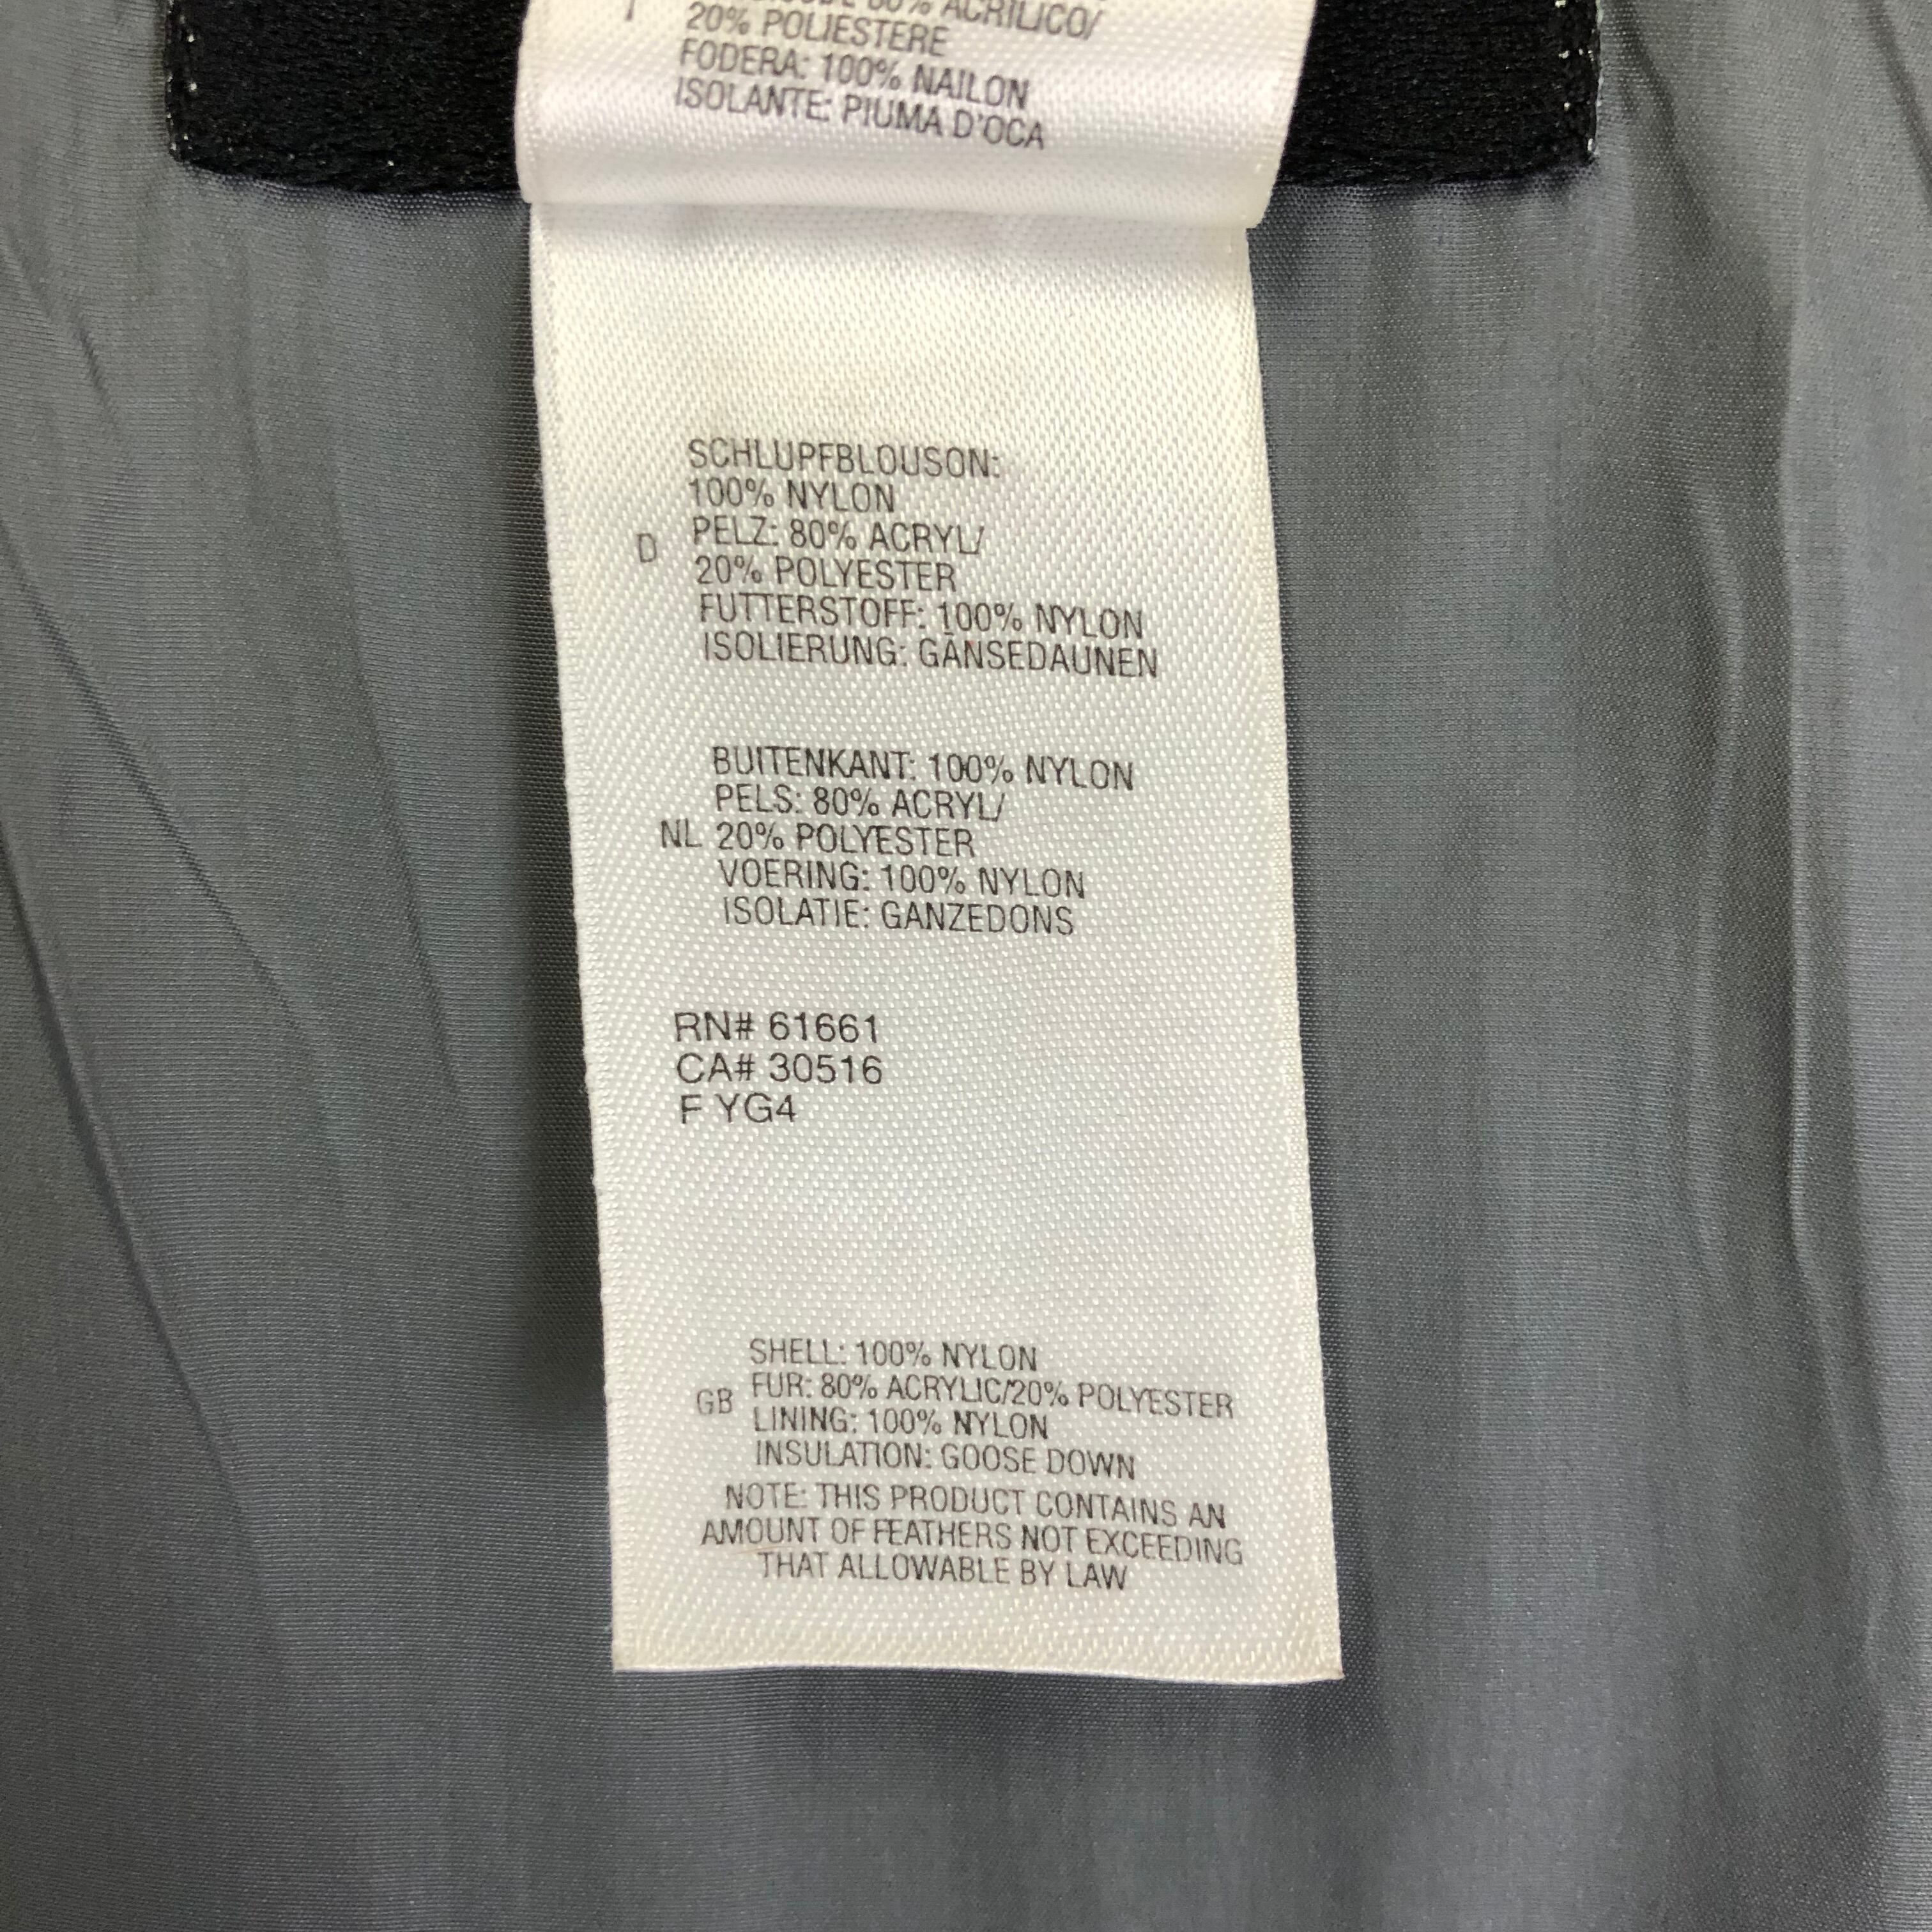 80% ACRILICO/
20% POLIESTERE
FODERA: 100% NAILON
ISOLANTE: PIUMA D'OCA
SCHLUPFBLOUSON:
100% NYLON
D PELZ: 80% ACRYL/
20% POLYESTER
FUTTERSTOFF: 100% NYLON
ISOLIERUNG: GÄNSEDAUNEN
BUITENKANT: 100% NYLON
PELS: 80% ACRYL/
NL 20% POLYESTER
VOERING: 100% NYLON
ISOLATIE: GANZEDONS
RN# 61661
CA# 30516
F YG4
SHELL: 100% NYLON
GB FUR: 80% ACRYLIC/20% POLYESTER
LINING: 100% NYLON
INSULATION: GOOSE DOWN
NOTE: THIS PRODUCT CONTAINS AN
AMOUNT OF FEATHERS NOT EXCEEDING
THAT ALLOWABLE BY LAW